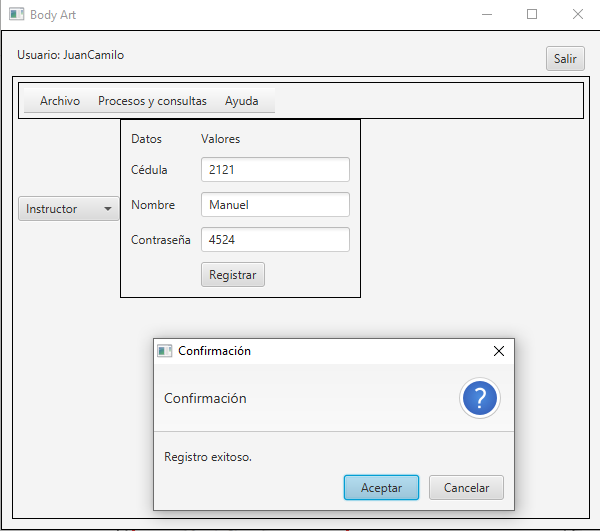 Body Art
Usuario: JuanCamilo
Salir
Archivo Procesos y consultas Ayuda
Datos Valores
Cédula 2121
Instructor
Nombre Manuel
Contraseña 4524
Registrar
Confirmación
Confirmación
?
Registro exitoso.
Aceptar Cancelar